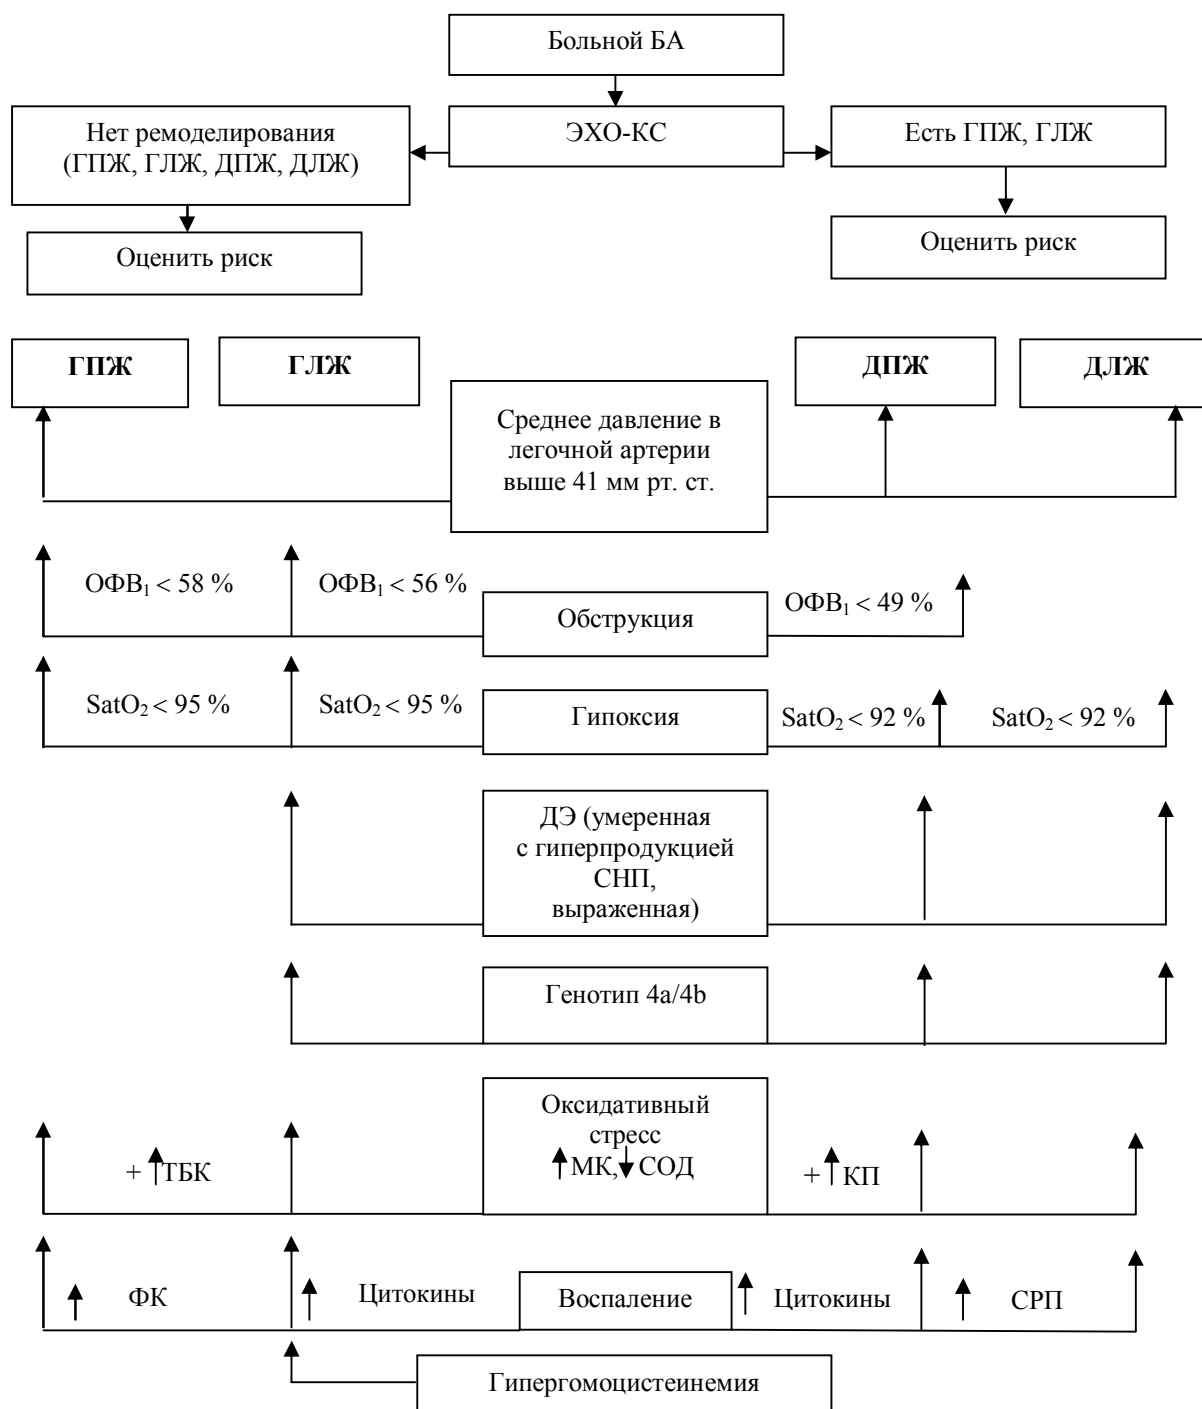 Больной БА
Нет ремоделирования
(ГПЖ, ГЛЖ, ДПЖ, ДЛЖ)
ЭХО-КС
Есть ГПЖ, ГЛЖ
Оценить риск
Оценить риск
ГПЖ
ГЛЖ
ДПЖ
ДЛЖ
Среднее давление в
легочной артерии
выше 41 мм рт. ст.
ОФВ₁ < 58 %
ОФВ₁ < 56 %
Обструкция
ОФВ₁ < 49 %
SatO₂ < 95 %
SatO₂ < 95 %
Гипоксия
SatO₂ < 92 %
SatO₂ < 92 %
ДЭ (умеренная
с гиперпродукцией
СНП,
выраженная)
Генотип 4a/4b
Оксидативный
стресс
↑МК,↓СОД
+ ↑ТБК
+ ↑КП
↑ ФК
↑ Цитокины
Воспаление
↑ Цитокины
↑ СРП
Гипергомоцистеинемия